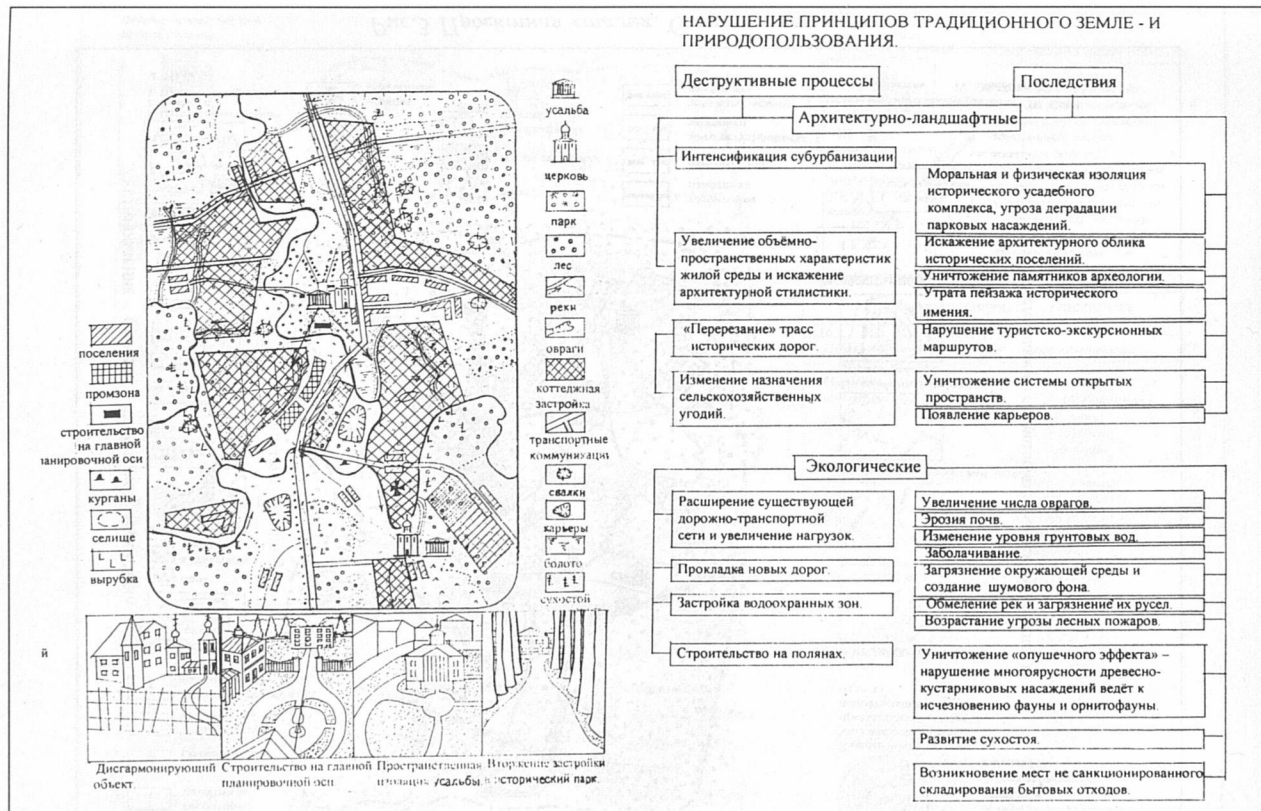 НАРУШЕНИЕ ПРИНЦИПОВ ТРАДИЦИОННОГО ЗЕМЛЕ - И
ПРИРОДОПОЛЬЗОВАНИЯ.
Деструктивные процессы
Последствия
Архитектурно-ландшафтные
Интенсификация субурбанизации
Увеличение объёмно-
пространственных характеристик
жилой среды и искажение
архитектурной стилистики.
«Перерезание» трасс
исторических дорог.
Изменение назначения
сельскохозяйственных
угодий.
Моральная и физическая изоляция
исторического усадебного
комплекса, угроза деградации
парковых насаждений.
Искажение архитектурного облика
исторических поселений.
Уничтожение памятников археологии.
Утрата пейзажа исторического
имения.
Нарушение туристско-экскурсионных
маршрутов.
Уничтожение системы открытых
пространств.
Появление карьеров.
Экологические
Расширение существующей
дорожно-транспортной
сети и увеличение нагрузок.
Прокладка новых дорог.
Застройка водоохранных зон.
Строительство на полянах.
Увеличение числа оврагов.
Эрозия почв.
Изменение уровня грунтовых вод.
Заболачивание.
Загрязнение окружающей среды и
создание шумового фона.
Обмеление рек и загрязнение их русел.
Возрастание угрозы лесных пожаров.
Уничтожение «опушечного эффекта» –
нарушение многоярусности древесно-
кустарниковых насаждений ведёт к
исчезновению фауны и орнитофауны.
Развитие сухостоя.
Возникновение мест не санкционированного
складирования бытовых отходов.
усадьба
церковь
парк
лес
реки
овраги
коттеджная
застройка
транспортные
коммуникации
свалки
карьеры
болото
сухостой
поселения
промзона
строительство
на главной
ланировочной оси
курганы
селище
вырубка
й
Дисгармонирующий
объект.
Строительство на главной
планировочной оси
Пространственная
усадьбы.
Вторжение застройки
в исторический парк.